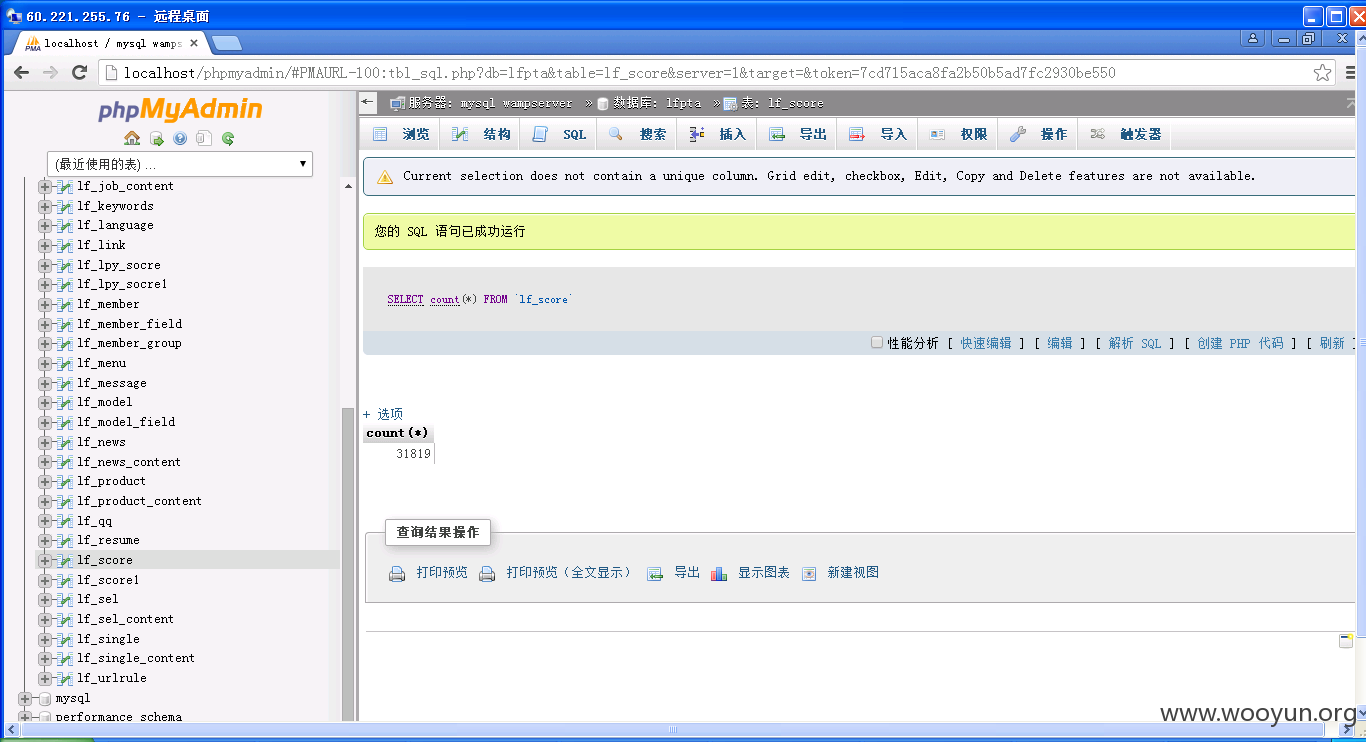 60.221.255.76 - 远程桌面
localhost / mysql wamps
localhost/phpmyadmin/#PMAURL-100:tbl_sql.php?db=lfpta&table=lf_score&server=1&target=&token=7cd715aca8fa2b50b5ad7fc2930be550
phpMyAdmin
(最近使用的表) ...
lf_job_content
lf_keywords
lf_language
lf_link
lf_lpy_socre
lf_lpy_socre1
lf_member
lf_member_field
lf_member_group
lf_menu
lf_message
lf_model
lf_model_field
lf_news
lf_news_content
lf_product
lf_product_content
lf_qq
lf_resume
lf_score
lf_score1
lf_sel
lf_sel_content
lf_single
lf_single_content
lf_urlrule
mysql
performance_schema
服务器: mysql wampserver » 数据库: lfpta » 表: lf_score
浏览 结构 SQL 搜索 插入 导出 导入 权限 操作 触发器
Current selection does not contain a unique column. Grid edit, checkbox, Edit, Copy and Delete features are not available.
您的 SQL 语句已成功运行
SELECT count(*) FROM `lf_score`
性能分析 [ 快速编辑 ] [ 编辑 ] [ 解析 SQL ] [ 创建 PHP 代码 ] [ 刷新 ]
+ 选项
count(*)
31819
查询结果操作
打印预览 打印预览（全文显示） 导出 显示图表 新建视图
www.wooyun.org